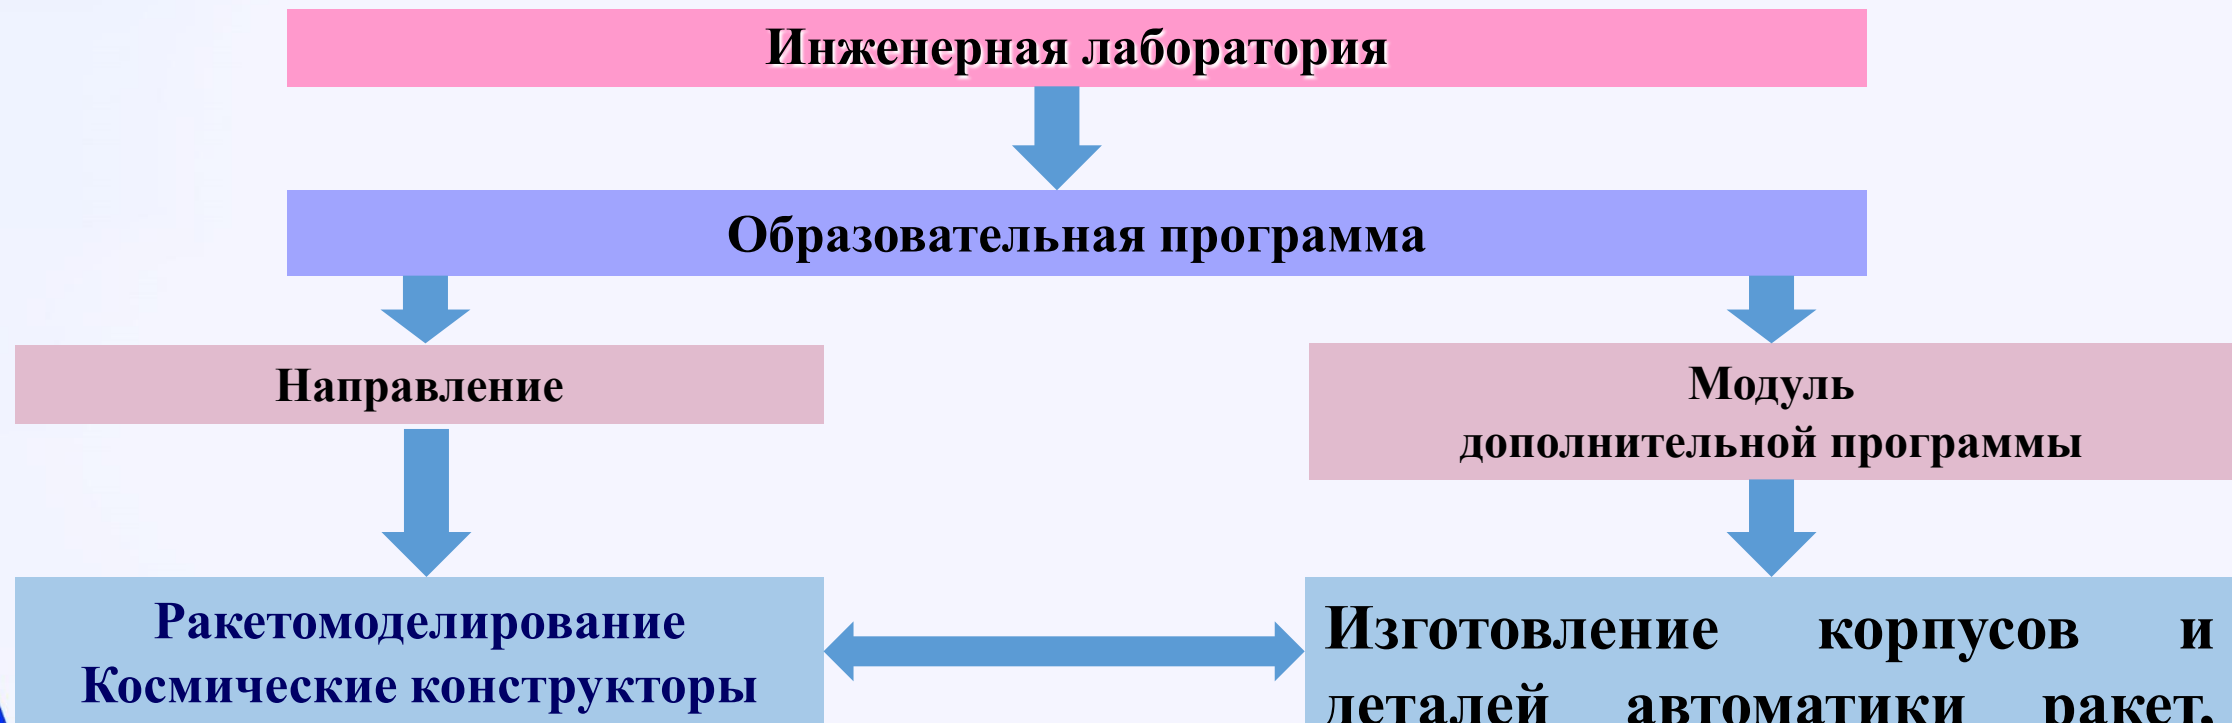 Инженерная лаборатория
Образовательная программа
Направление
Модуль
дополнительной программы
Ракетомоделирование
Космические конструкторы
Изготовление корпусов и
деталей автоматики ракет,